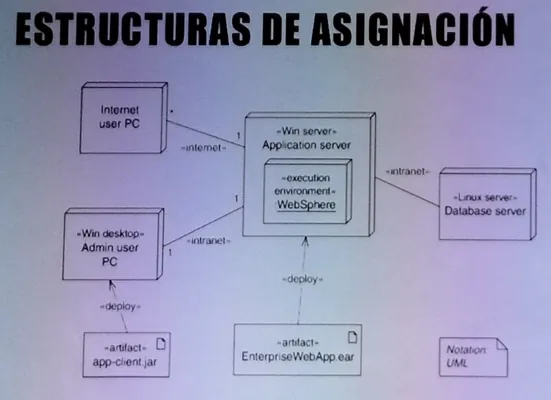 ESTRUCTURAS DE ASIGNACIÓN
Internet
user PC
*
«internet»
1
«Win server»
Application server
«execution
environment»
WebSphere
«intranet»
«Linux server»
Database server
1
«Win desktop»
Admin user
PC
1
«intranet»
«deploy»
«deploy»
«artifact»
app-client.jar
«artifact»
EnterpriseWebApp.ear
Notation:
UML